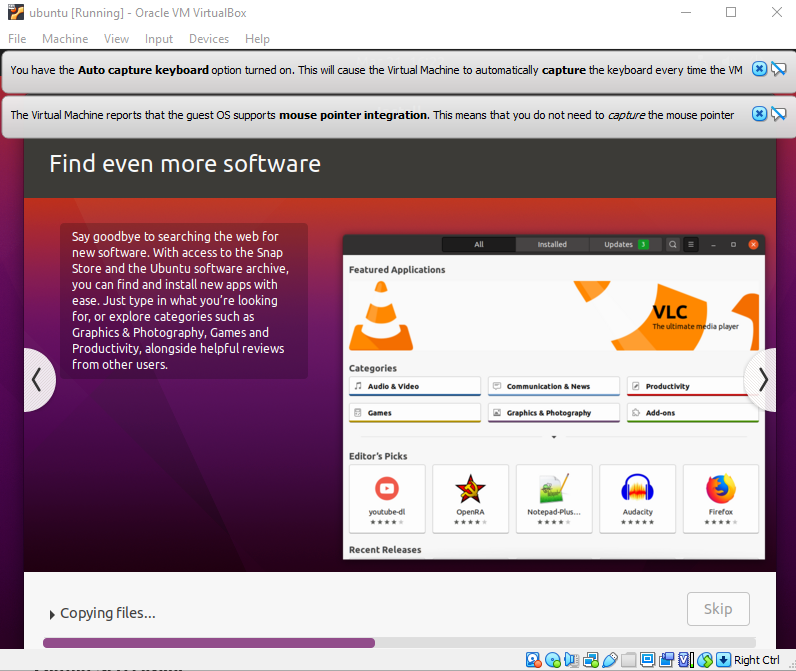 ubuntu [Running] - Oracle VM VirtualBox
File Machine View Input Devices Help
You have the Auto capture keyboard option turned on. This will cause the Virtual Machine to automatically capture the keyboard every time the VM
The Virtual Machine reports that the guest OS supports mouse pointer integration. This means that you do not need to capture the mouse pointer
Find even more software
Say goodbye to searching the web for
new software. With access to the Snap
Store and the Ubuntu software archive,
you can find and install new apps with
ease. Just type in what you're looking
for, or explore categories such as
Graphics & Photography, Games and
Productivity, alongside helpful reviews
from other users.
All Installed Updates 3
Featured Applications
VLC
The ultimate media player
Categories
Audio & Video Communication & News Productivity
Games Graphics & Photography Add-ons
Editor's Picks
youtube-dl OpenRA Notepad-Plus... Audacity Firefox
Recent Releases
Copying files...
Skip
Right Ctrl